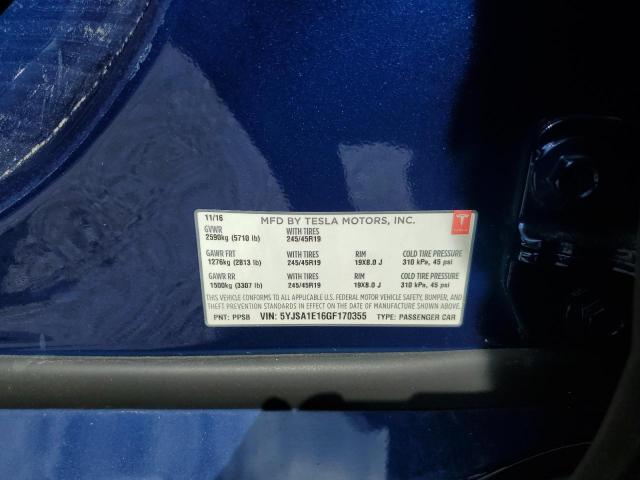 11/16 MFD BY TESLA MOTORS, INC.
GVWR WITH TIRES
2590kg (5710 lb) 245/45R19
GAWR FRT WITH TIRES RIM COLD TIRE PRESSURE
1276kg (2813 lb) 245/45R19 19X8.0 J 310 kPa, 45 psi
GAWR RR WITH TIRES RIM COLD TIRE PRESSURE
1500kg (3307 lb) 245/45R19 19X8.0 J 310 kPa, 45 psi
THIS VEHICLE CONFORMS TO ALL APPLICABLE U.S. FEDERAL MOTOR VEHICLE SAFETY, BUMPER, AND
THEFT PREVENTION STANDARDS IN EFFECT ON THE DATE OF MANUFACTURE SHOWN ABOVE.
PNT: PPSB VIN: 5YJSA1E16GF170355 TYPE: PASSENGER CAR